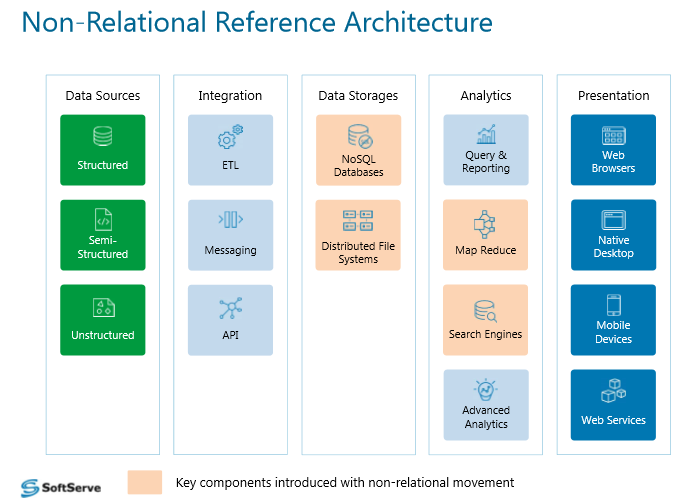 Non-Relational Reference Architecture
Data Sources
Structured
Semi-
Structured
Unstructured
Integration
ETL
Messaging
API
Data Storages
NoSQL
Databases
Distributed File
Systems
Analytics
Query &
Reporting
Map Reduce
Search Engines
Advanced
Analytics
Presentation
Web
Browsers
Native
Desktop
Mobile
Devices
Web Services
SoftServe
Key components introduced with non-relational movement